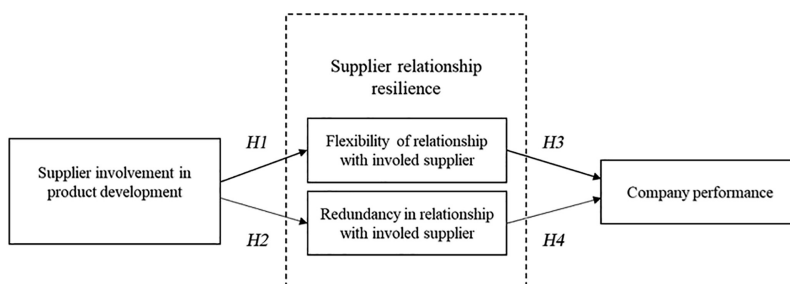 Supplier relationship
resilience
H1
Flexibility of relationship
with involed supplier
H3
Supplier involvement in
product development
Company performance
Redundancy in relationship
with involed supplier
H2
H4